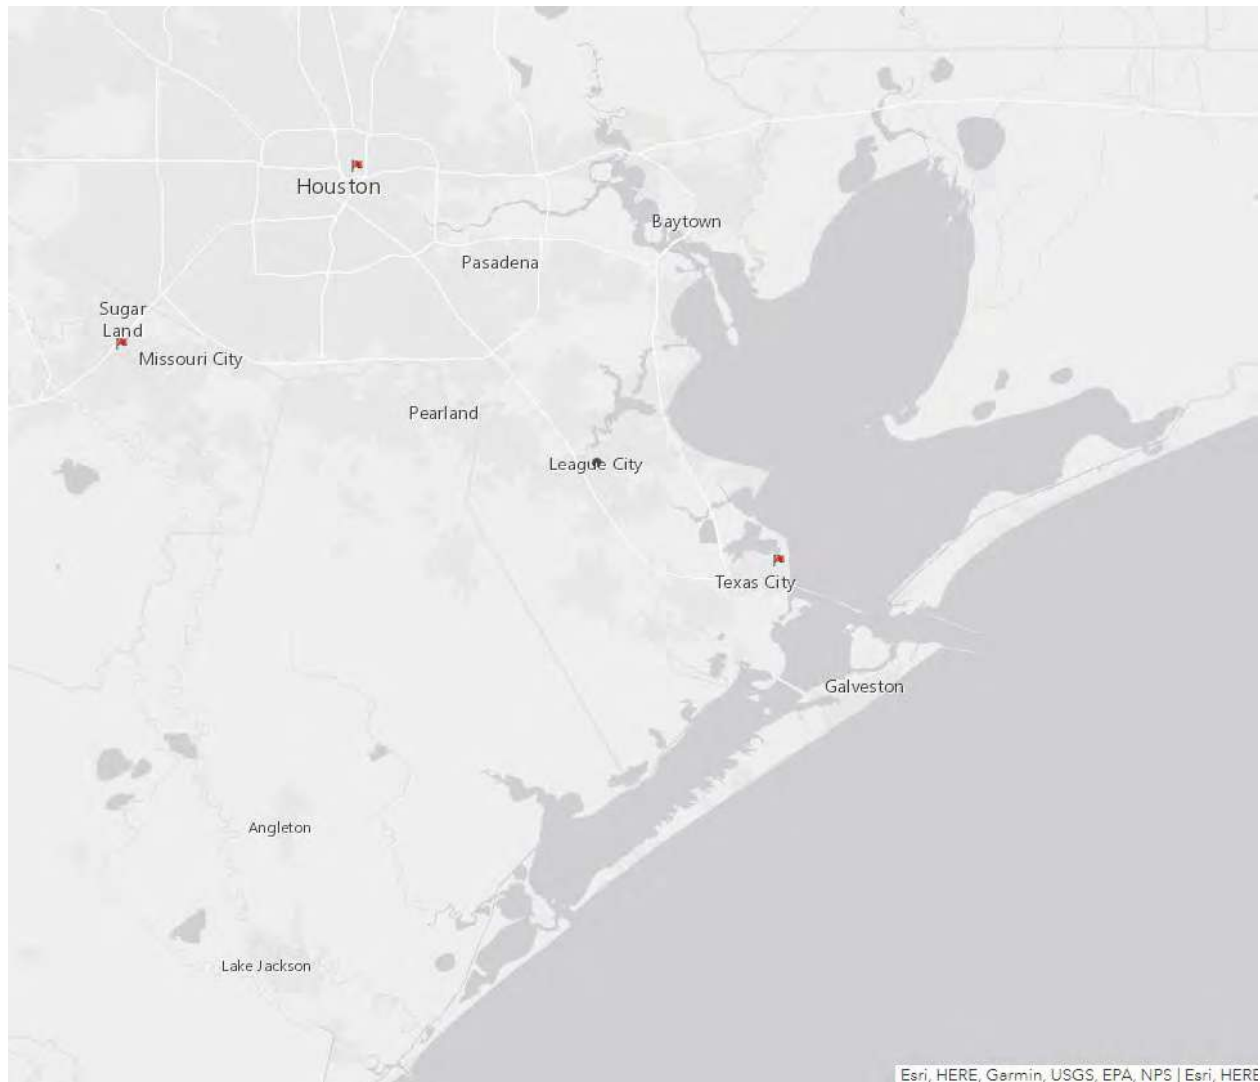 Houston
Baytown
Pasadena
Sugar
Land
Missouri City
Pearland
League City
Texas City
Galveston
Angleton
Lake Jackson
Esri, HERE, Garmin, USGS, EPA, NPS | Esri, HERE